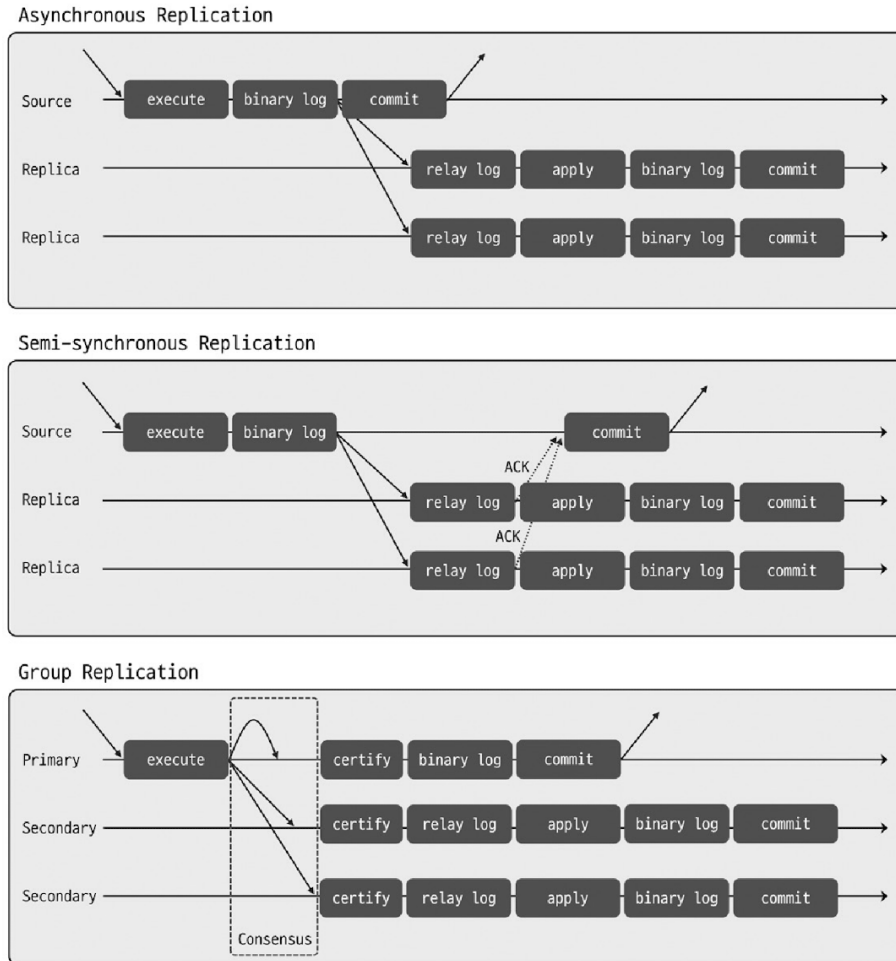 Asynchronous Replication
Source execute binary log commit
Replica relay log apply binary log commit
Replica relay log apply binary log commit
Semi-synchronous Replication
Source execute binary log commit
ACK
Replica relay log apply binary log commit
ACK
Replica relay log apply binary log commit
Group Replication
Primary execute certify binary log commit
Secondary certify relay log apply binary log commit
Secondary certify relay log apply binary log commit
Consensus